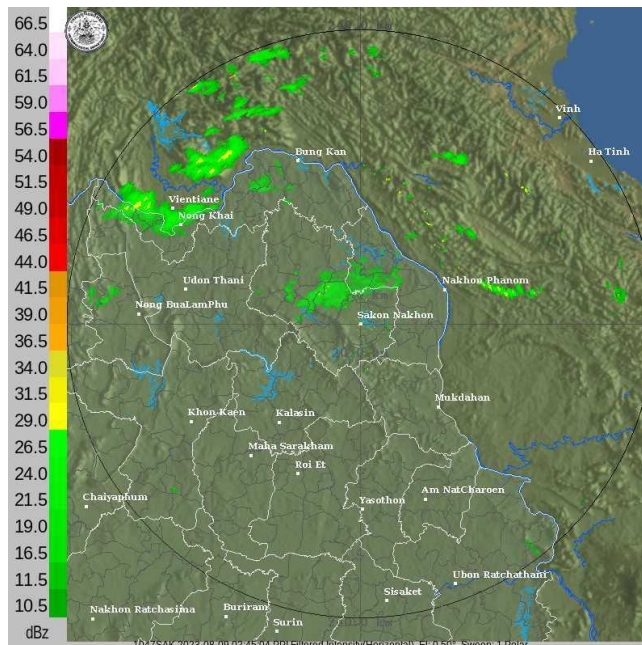 66.5
64.0
61.5
59.0
56.5
54.0
51.5
49.0
46.5
44.0
41.5
39.0
36.5
34.0
31.5
29.0
26.5
24.0
21.5
19.0
16.5
11.5
10.5
dBz
Vinh
Ha Tinh
Bung Kan
Vientiane
Nong Khai
Udon Thani
Nakhon Phanom
Nong BuaLamPhu
Sakon Nakhon
Mukdahan
Khon Kaen
Kalasin
Maha Sarakham
Roi Et
Chaiyaphum
Yasothon
Am NatCharoen
Ubon Ratchathani
Sisaket
Nakhon Ratchasima
Buriram
Surin